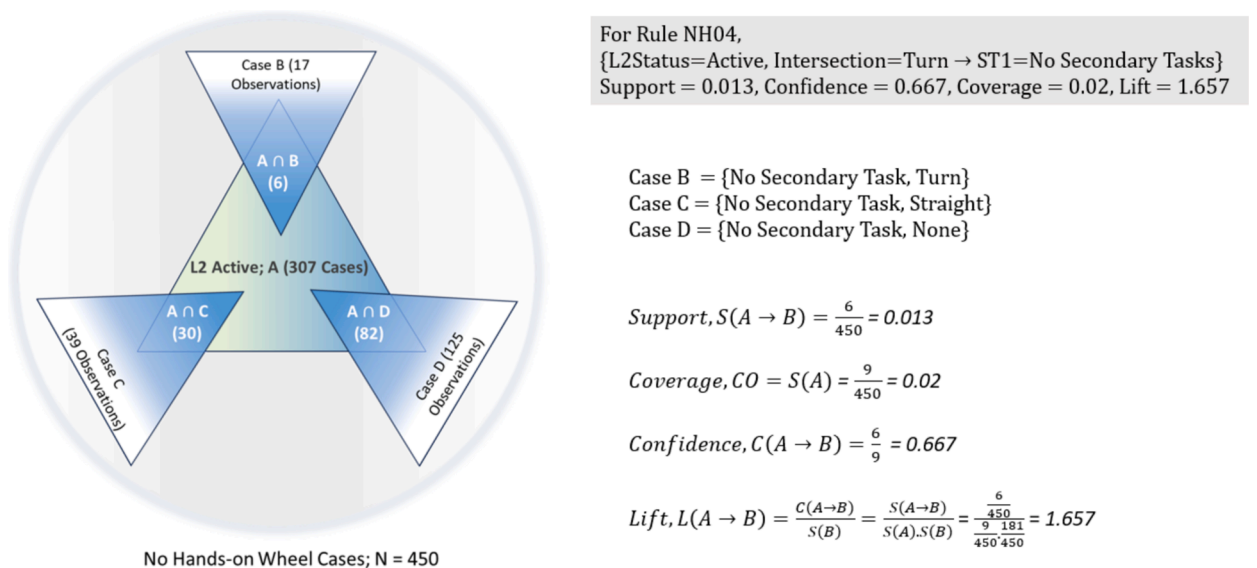 Case B (17
Observations)
A ∩ B
(6)
L2 Active; A (307 Cases)
A ∩ C
(30)
A ∩ D
(82)
Case C
(39 Observations)
Case D (125
Observations)
No Hands-on Wheel Cases; N = 450
For Rule NH04,
{L2Status=Active, Intersection=Turn → ST1=No Secondary Tasks}
Support = 0.013, Confidence = 0.667, Coverage = 0.02, Lift = 1.657
Case B = {No Secondary Task, Turn}
Case C = {No Secondary Task, Straight}
Case D = {No Secondary Task, None}
Support, S(A → B) = 6/450 = 0.013
Coverage, CO = S(A) = 9/450 = 0.02
Confidence, C(A → B) = 6/9 = 0.667
Lift, L(A → B) = C(A→B)/S(B) = S(A→B)/S(A).S(B) = 6/450 / 9/450 . 181/450 = 1.657